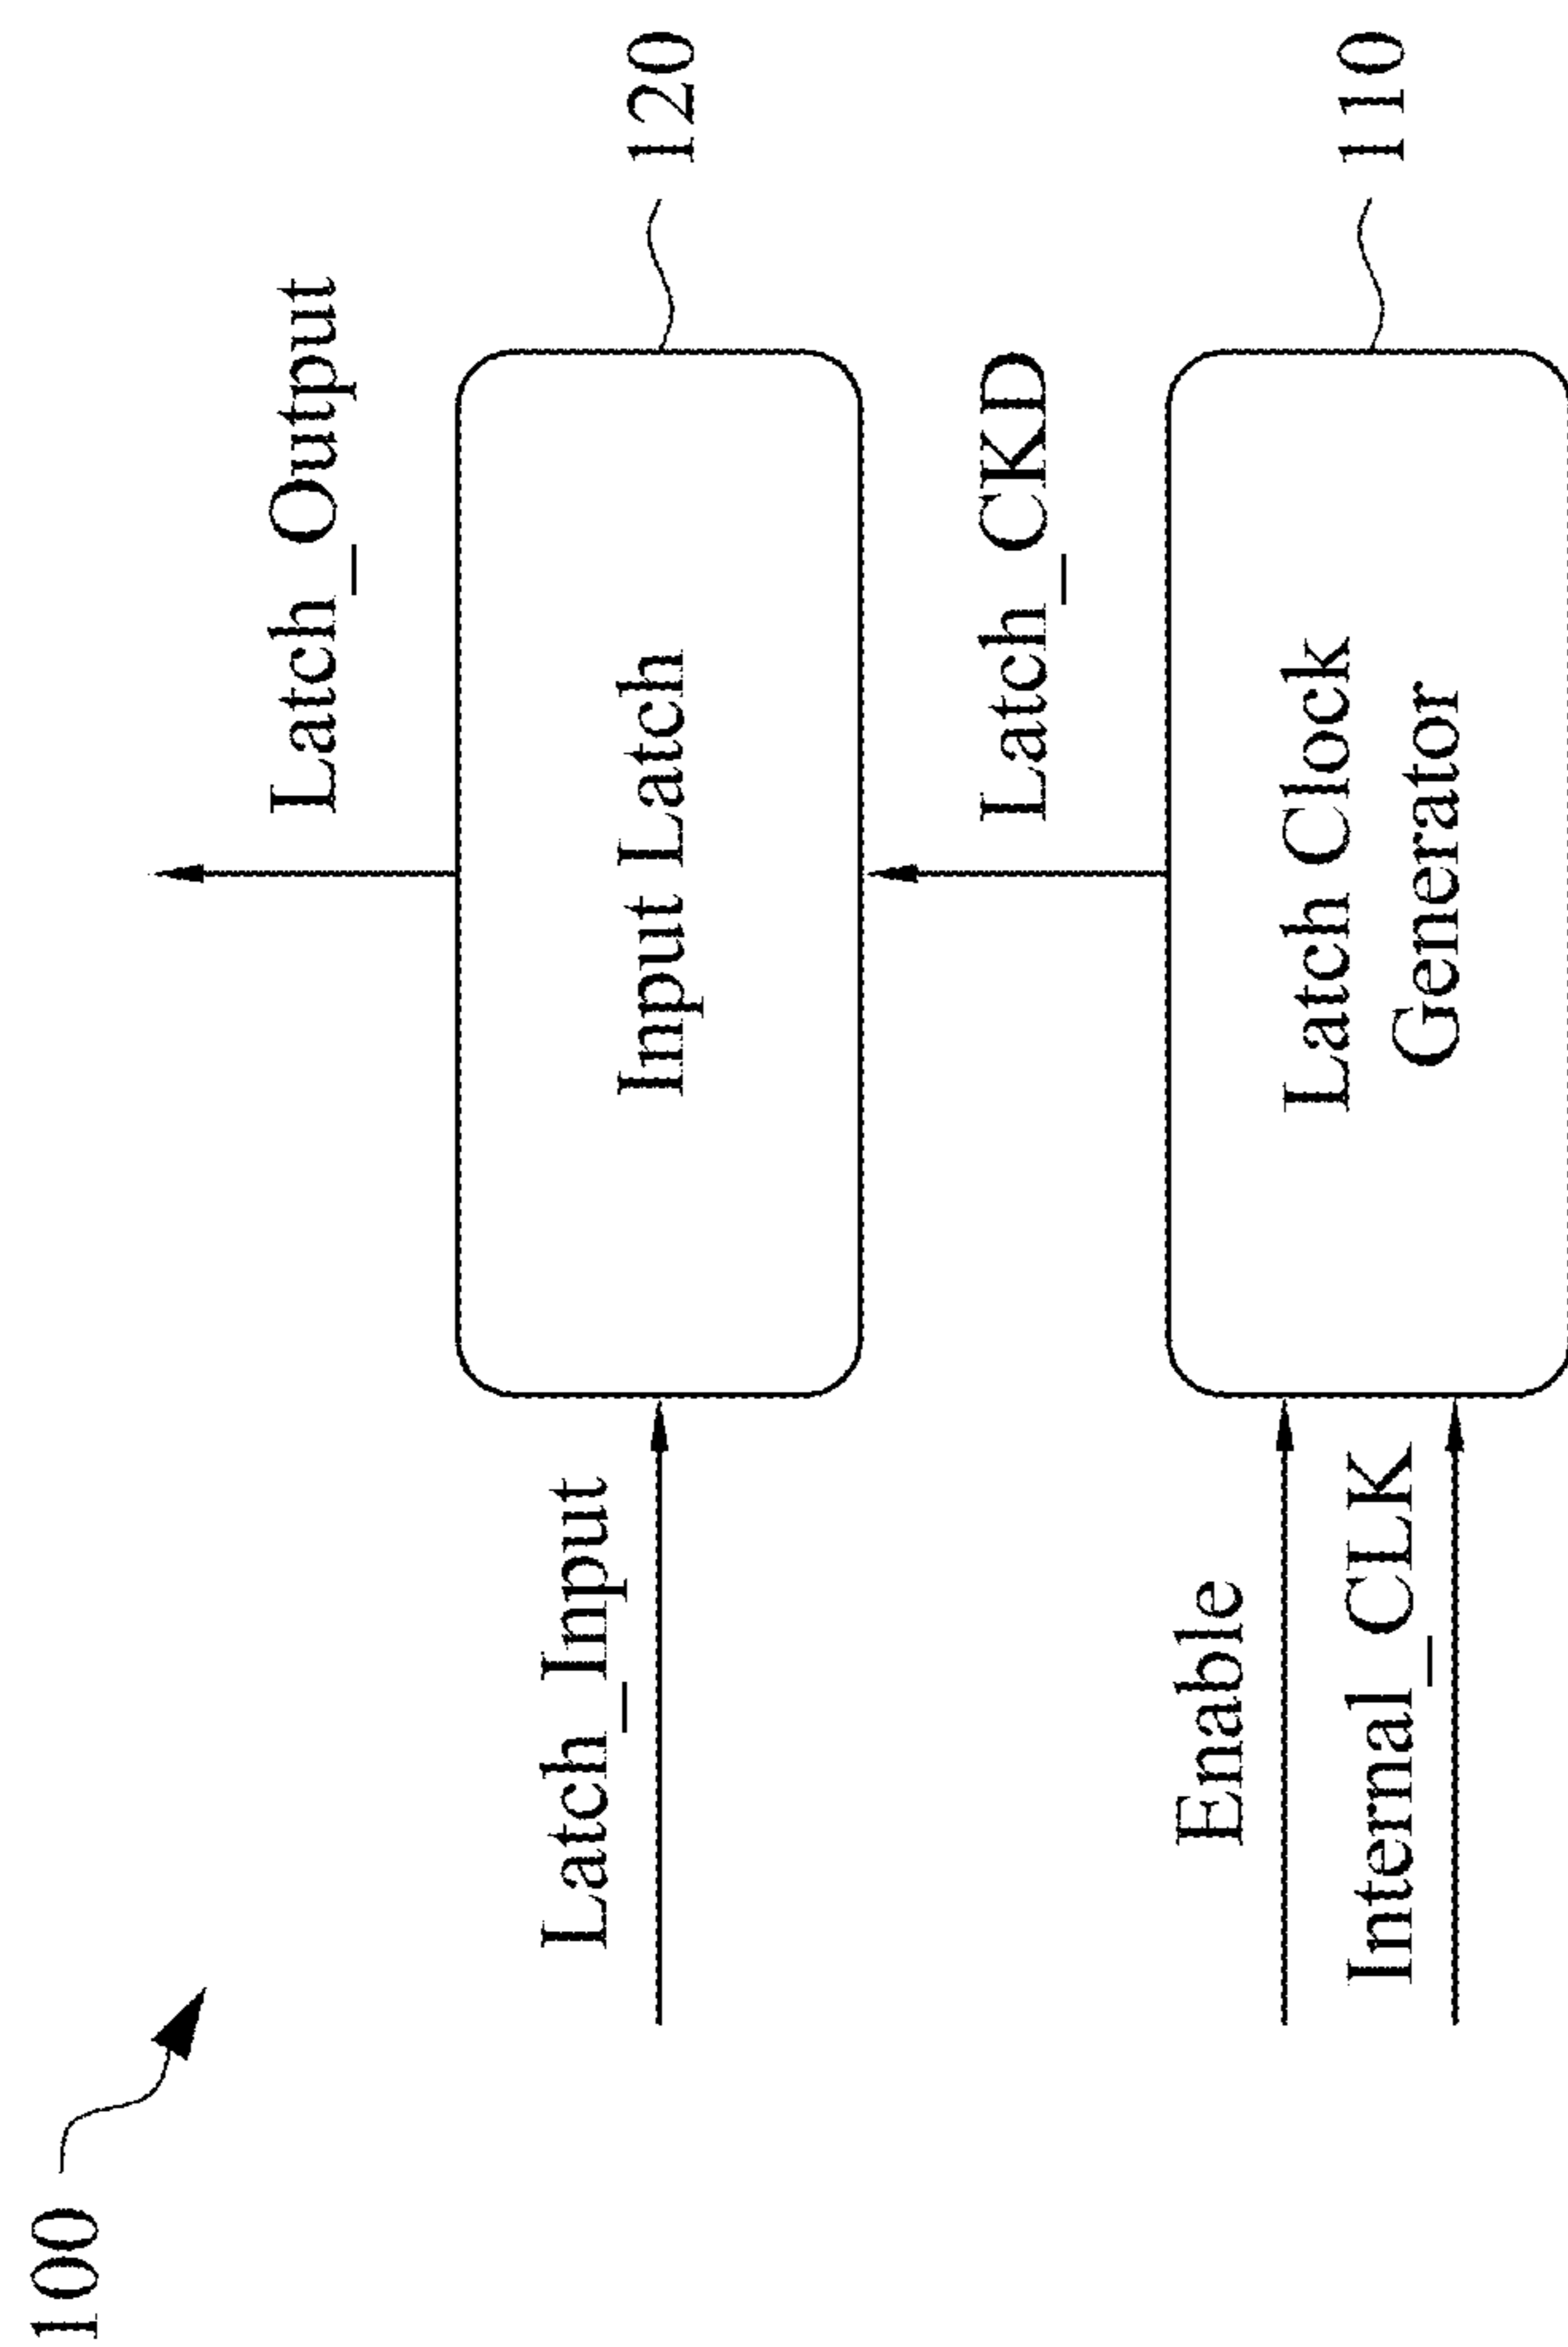 100
Latch_Output
Latch_Input
Input Latch
120
Latch_CKD
Enable
Internal_CLK
Latch Clock
Generator
110